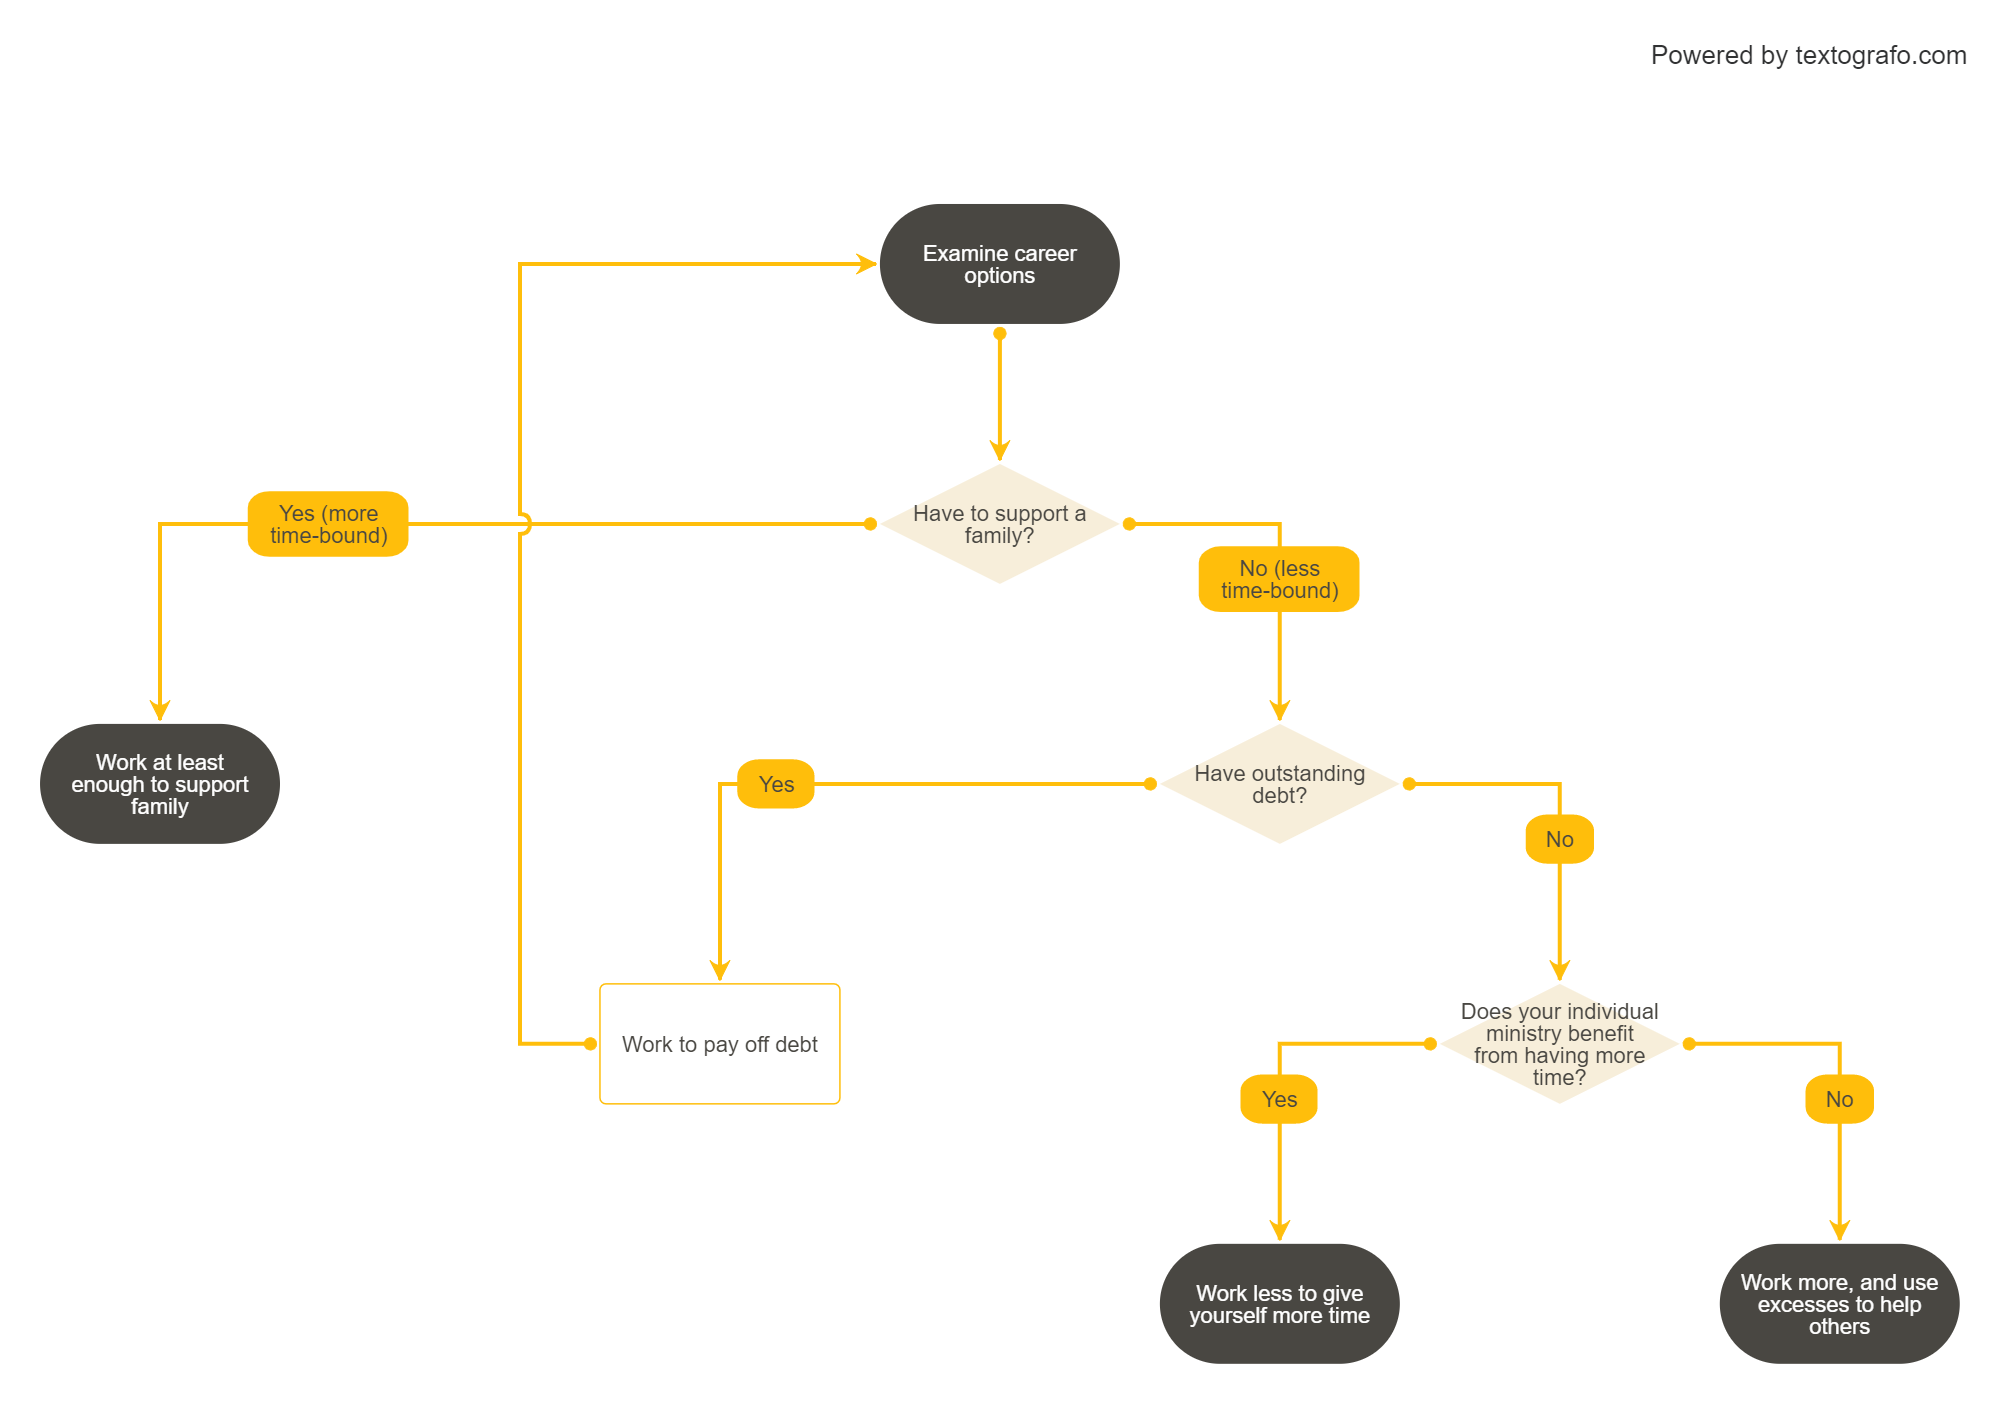 Powered by textografo.com
Examine career
options
Have to support a
family?
Yes (more
time-bound)
No (less
time-bound)
Work at least
enough to support
family
Have outstanding
debt?
Yes
No
Work to pay off debt
Does your individual
ministry benefit
from having more
time?
Yes
No
Work less to give
yourself more time
Work more, and use
excesses to help
others